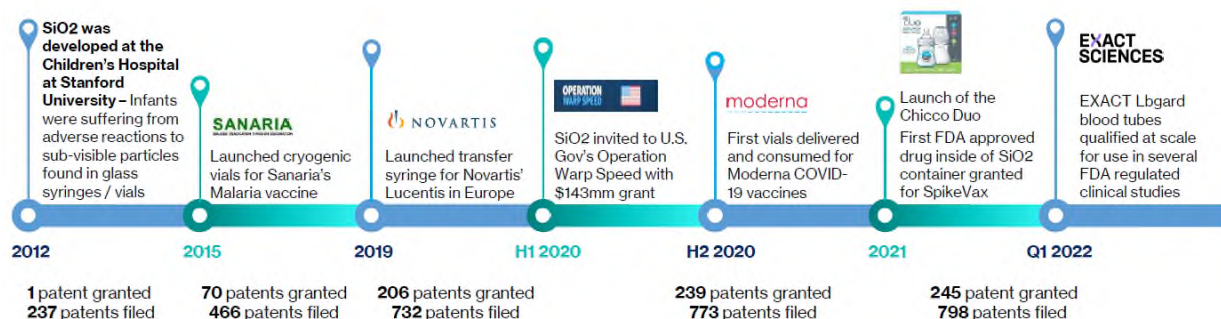 SiO2 was
developed at the
Children's Hospital
at Stanford
University – Infants
were suffering from
adverse reactions to
sub-visible particles
found in glass
syringes / vials
2012
1 patent granted
237 patents filed
SANARIA
Launched cryogenic
vials for Sanaria's
Malaria vaccine
2015
70 patents granted
466 patents filed
NOVARTIS
Launched transfer
syringe for Novartis'
Lucentis in Europe
2019
206 patents granted
732 patents filed
OPERATION
WARP SPEED
SiO2 invited to U.S.
Gov's Operation
Warp Speed with
$143mm grant
H1 2020
moderna
First vials delivered
and consumed for
Moderna COVID-
19 vaccines
H2 2020
239 patents granted
773 patents filed
DUO
Launch of the
Chicco Duo
First FDA approved
drug inside of SiO2
container granted
for SpikeVax
2021
EXACT
SCIENCES
EXACT Lbgard
blood tubes
qualified at scale
for use in several
FDA regulated
clinical studies
Q1 2022
245 patent granted
798 patents filed